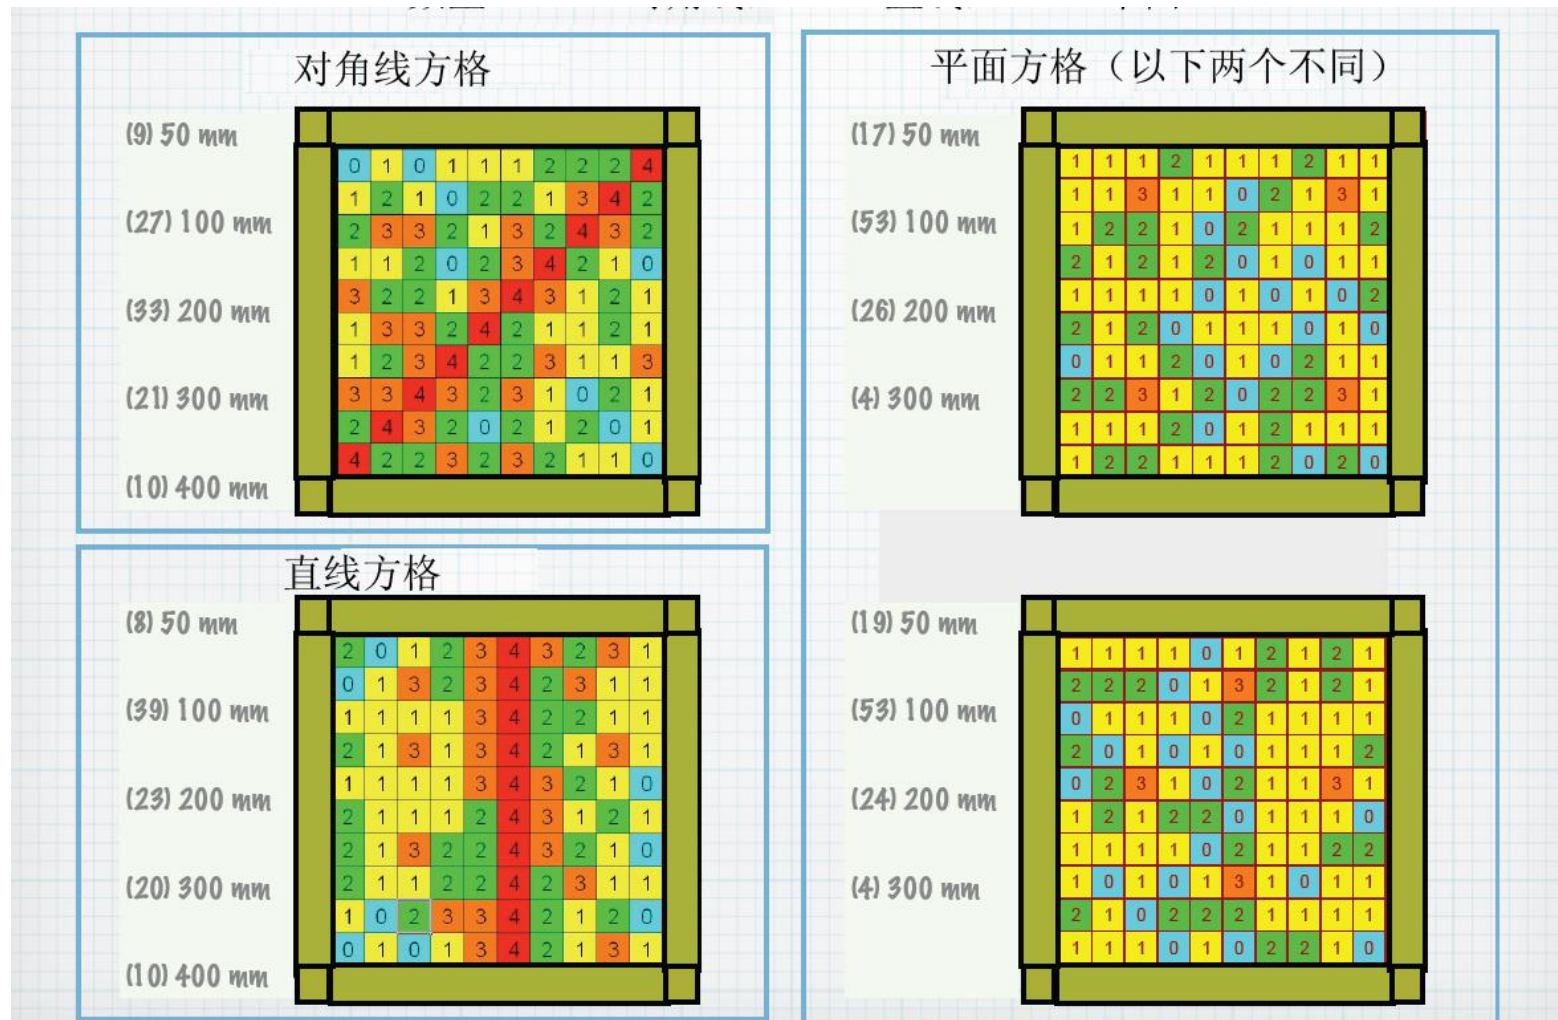 对角线方格
(9) 50 mm
(27) 100 mm
(33) 200 mm
(21) 300 mm
(10) 400 mm
0 1 0 1 1 1 2 2 2 4
1 2 1 0 2 2 1 3 4 2
2 3 3 2 1 3 2 4 3 2
1 1 2 0 2 3 4 2 1 0
3 2 2 1 3 4 3 1 2 1
1 3 3 2 4 2 1 1 2 1
1 2 3 4 2 2 3 1 1 3
3 3 4 3 2 3 1 0 2 1
2 4 3 2 0 2 1 2 0 1
4 2 2 3 2 3 2 1 1 0
直线方格
(8) 50 mm
(39) 100 mm
(23) 200 mm
(20) 300 mm
(10) 400 mm
2 0 1 2 3 4 3 2 3 1
0 1 3 2 3 4 2 3 1 1
1 1 1 1 3 4 2 2 1 1
2 1 3 1 3 4 2 1 3 1
1 1 1 1 3 4 3 2 1 0
2 1 1 1 2 4 3 1 2 1
2 1 3 2 2 4 3 2 1 0
2 1 1 2 2 4 2 3 1 1
1 0 2 3 3 4 2 1 2 0
0 1 0 1 3 4 2 1 3 1
平面方格（以下两个不同）
(17) 50 mm
(53) 100 mm
(26) 200 mm
(4) 300 mm
1 1 1 2 1 1 1 2 1 1
1 1 3 1 1 0 2 1 3 1
1 2 2 1 0 2 1 1 1 2
2 1 2 1 2 0 1 0 1 1
1 1 1 1 0 1 0 1 0 2
2 1 2 0 1 1 1 0 1 0
0 1 1 2 0 1 0 2 1 1
2 2 3 1 2 0 2 2 3 1
1 1 1 2 0 1 2 1 1 1
1 2 2 1 1 1 2 0 2 0
(19) 50 mm
(53) 100 mm
(24) 200 mm
(4) 300 mm
1 1 1 1 0 1 2 1 2 1
2 2 2 0 1 3 2 1 2 1
0 1 1 1 0 2 1 1 1 1
2 0 1 0 1 0 1 1 1 2
0 2 3 1 0 2 1 1 3 1
1 2 1 2 2 0 1 1 1 0
1 1 1 1 0 2 1 1 2 2
1 0 1 0 1 3 1 0 1 1
2 1 0 2 2 2 1 1 1 1
1 1 1 0 1 0 2 2 1 0